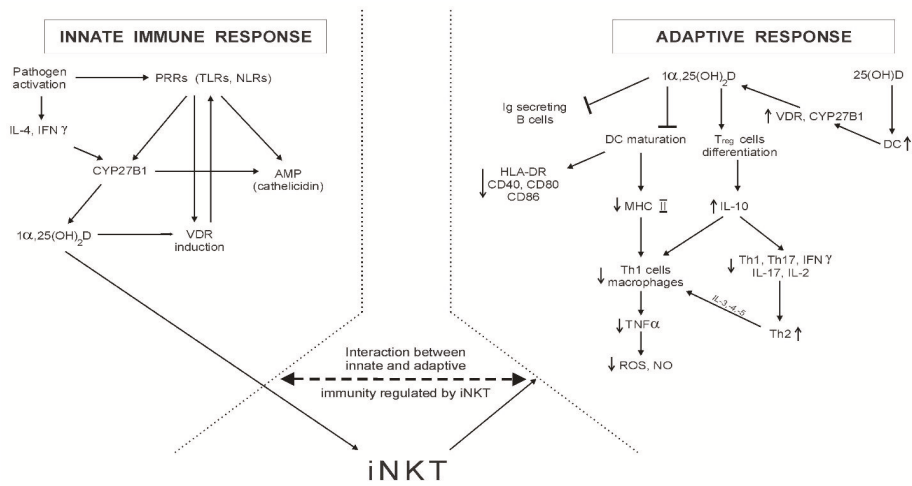 INNATE IMMUNE RESPONSE
Pathogen
activation
PRRs (TLRs, NLRs)
IL-4, IFN γ
CYP27B1
AMP
(cathelicidin)
1α,25(OH)2D
VDR
induction
ADAPTIVE RESPONSE
1α,25(OH)2D
25(OH)D
Ig secreting
B cells
↑ VDR, CYP27B1
DC ↑
DC maturation
Treg cells
differentiation
↓ HLA-DR
CD40, CD80
CD86
↓ MHC II
↑ IL-10
↓ Th1 cells
macrophages
↓ Th1, Th17, IFN γ
IL-17, IL-2
IL-3-4-5
Th2 ↑
↓ TNFα
↓ ROS, NO
Interaction between
innate and adaptive
immunity regulated by iNKT
iNKT